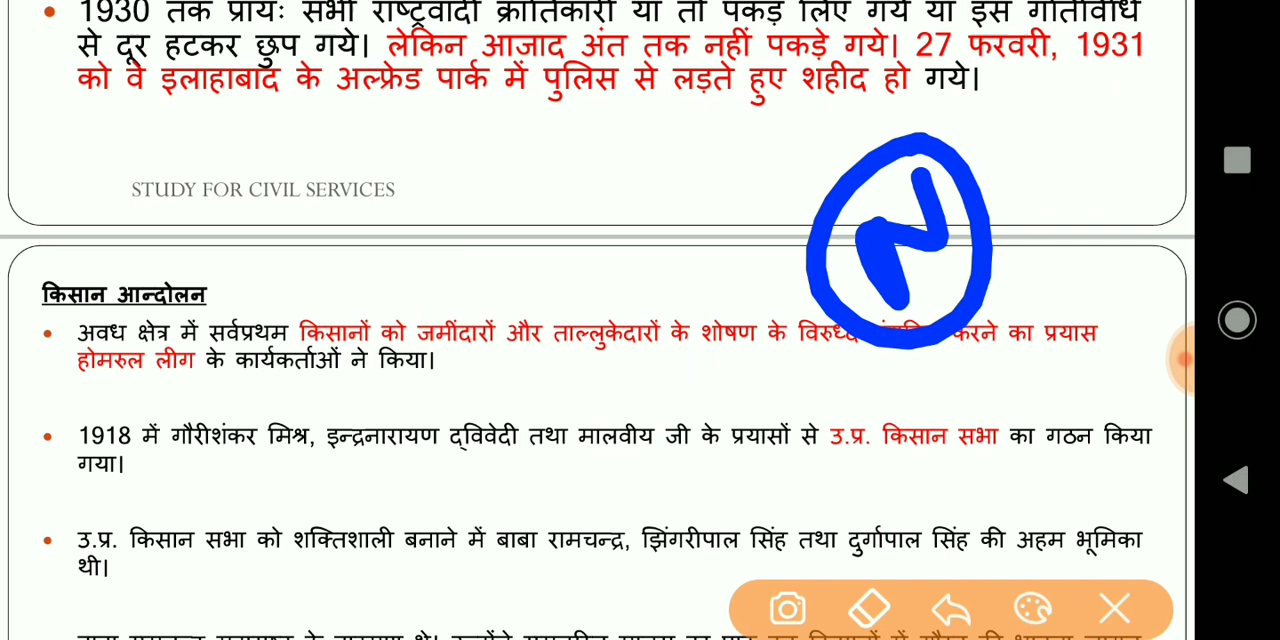 1930 तक प्रायः सभी राष्ट्रवादी क्रांतिकारी या तो पकड़ लिए गये या इस गतिविधि
से दूर हटकर छुप गये। लेकिन आजाद अंत तक नहीं पकड़े गये। 27 फरवरी, 1931
को वे इलाहाबाद के अल्फ्रेड पार्क में पुलिस से लड़ते हुए शहीद हो गये।
STUDY FOR CIVIL SERVICES
N
किसान आन्दोलन
अवध क्षेत्र में सर्वप्रथम किसानों को जमींदारों और ताल्लुकेदारों के शोषण के विरुध्द करने का प्रयास
होमरुल लीग के कार्यकर्ताओं ने किया।
1918 में गौरीशंकर मिश्र, इन्द्रनारायण द्विवेदी तथा मालवीय जी के प्रयासों से उ.प्र. किसान सभा का गठन किया
गया।
उ.प्र. किसान सभा को शक्तिशाली बनाने में बाबा रामचन्द्र, झिंगरीपाल सिंह तथा दुर्गापाल सिंह की अहम भूमिका
थी।